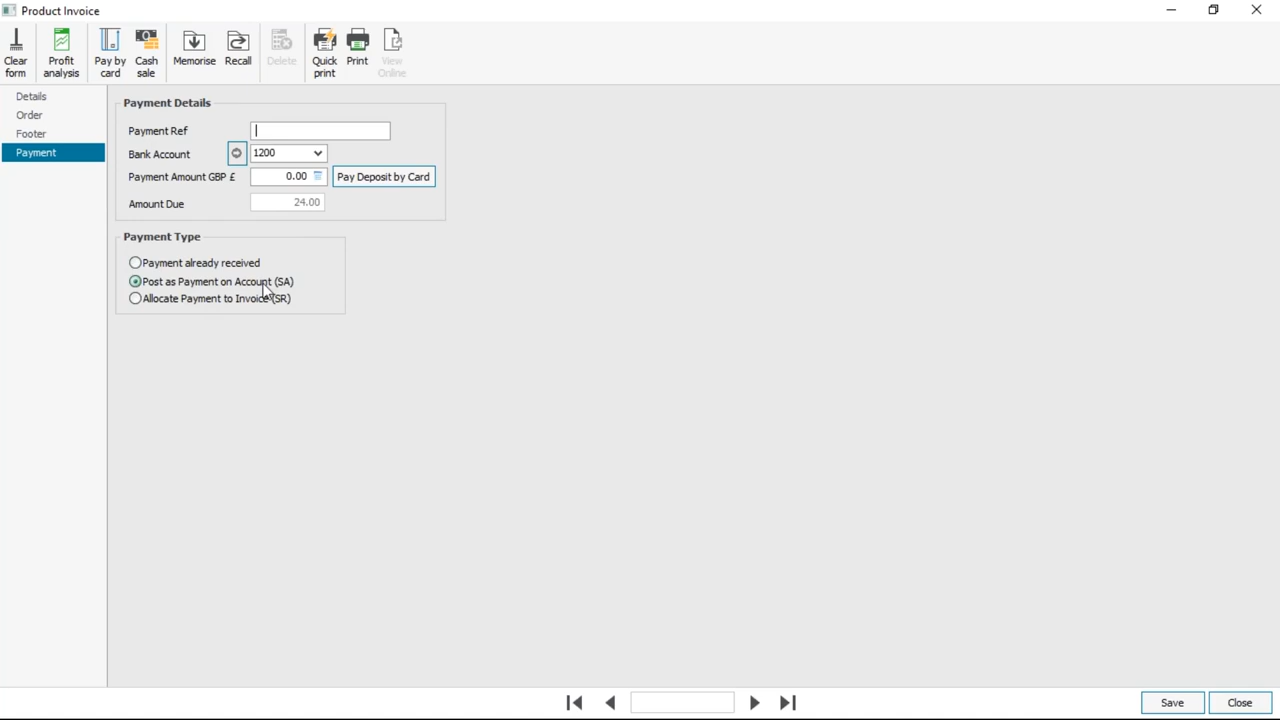 Product Invoice
Clear form
Profit analysis
Pay by card
Cash sale
Memorise
Recall
Delete
Quick print
Print
View Online
Details
Order
Footer
Payment
Payment Details
Payment Ref
Bank Account 1200
Payment Amount GBP £ 0.00 Pay Deposit by Card
Amount Due 24.00
Payment Type
Payment already received
Post as Payment on Account (SA)
Allocate Payment to Invoice (SR)
Save Close